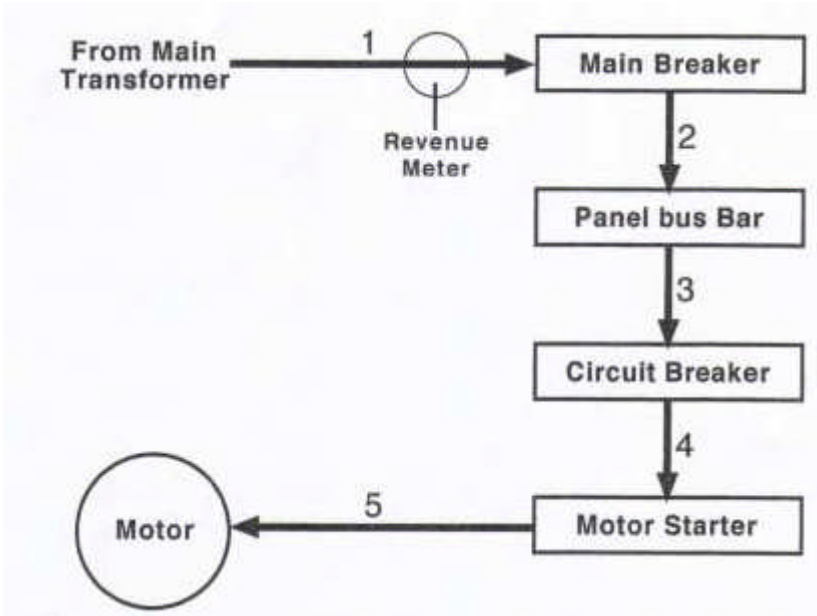 From Main
Transformer
1
Revenue
Meter
Main Breaker
2
Panel bus Bar
3
Circuit Breaker
4
Motor Starter
5
Motor